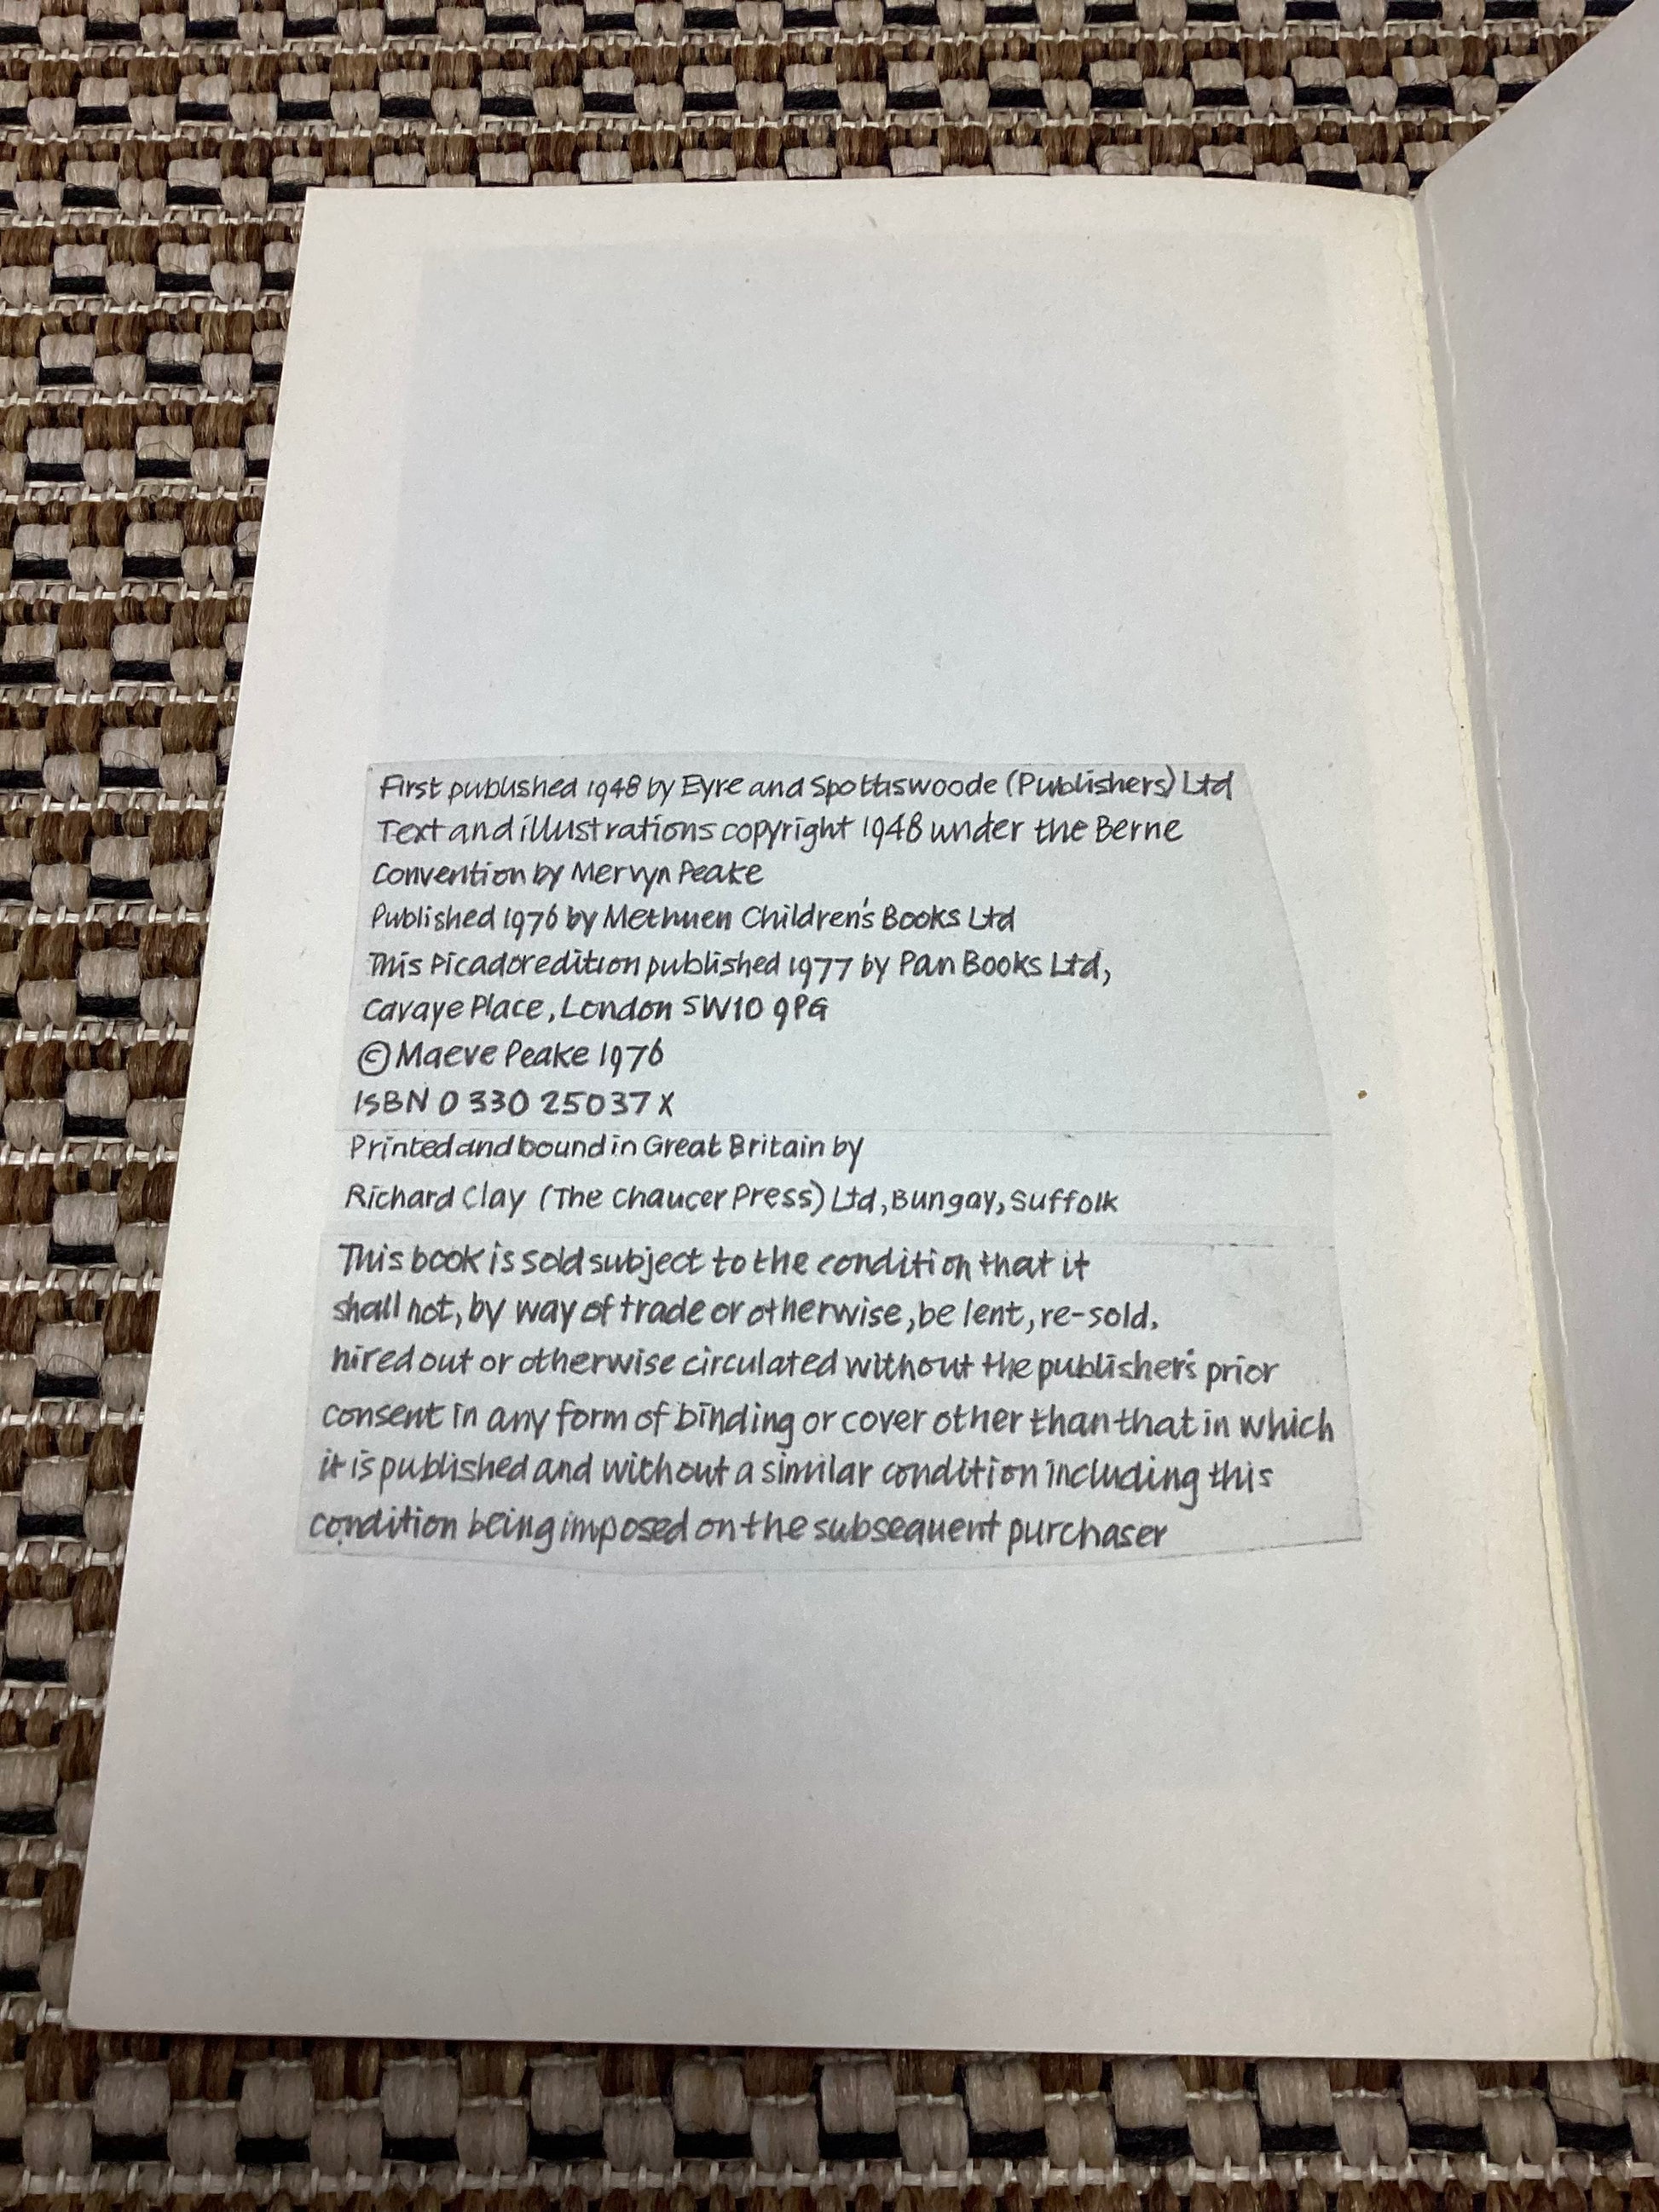 First published 1948 by Eyre and Spottiswoode (Publishers) Ltd
Text and illustrations copyright 1948 under the Berne
Convention by Mervyn Peake
Published 1976 by Methuen Children's Books Ltd
This Picador edition published 1977 by Pan Books Ltd,
Cavaye Place, London SW10 9PG
© Maeve Peake 1976
ISBN 0 330 25037 X
Printed and bound in Great Britain by
Richard Clay (The Chaucer Press) Ltd, Bungay, Suffolk
This book is sold subject to the condition that it
shall not, by way of trade or otherwise, be lent, re-sold.
hired out or otherwise circulated without the publisher's prior
consent in any form of binding or cover other than that in which
it is published and without a similar condition including this
condition being imposed on the subsequent purchaser